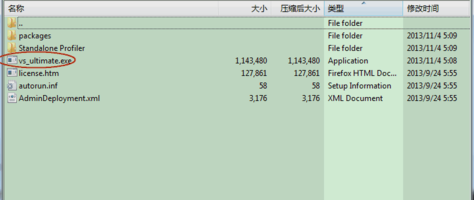 名称 大小 压缩后大小 类型 修改时间
.. File folder
packages File folder 2013/11/4 5:09
Standalone Profiler File folder 2013/11/4 5:09
vs_ultimate.exe 1,143,480 1,143,480 Application 2013/11/4 5:08
license.htm 127,861 127,861 Firefox HTML Doc... 2013/9/24 5:55
autorun.inf 58 58 Setup Information 2013/9/24 5:55
AdminDeployment.xml 3,176 3,176 XML Document 2013/9/24 5:55